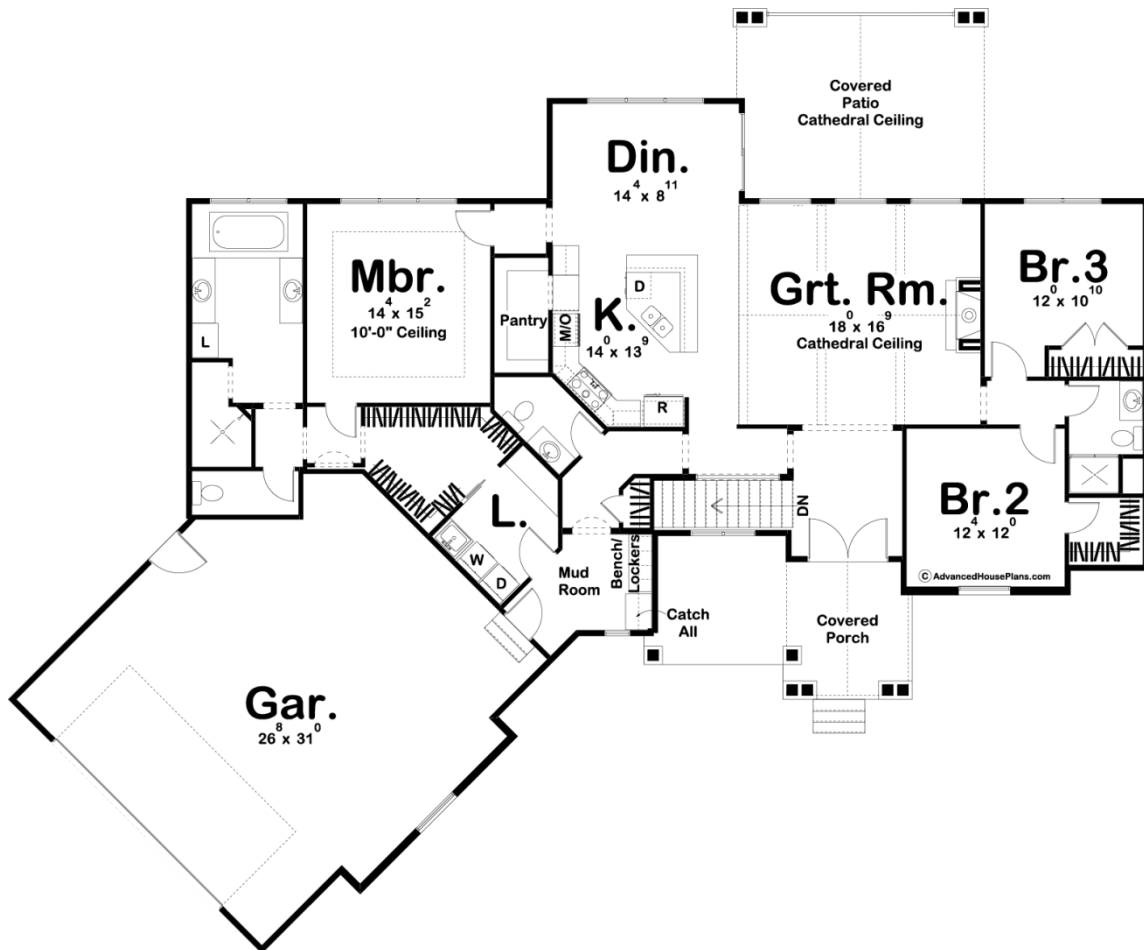 Covered
Patio
Cathedral Ceiling
Din.
14⁴ x 8¹¹
Mbr.
14⁴ x 15²
10'-0" Ceiling
Pantry
M/O
D
K.
14⁰ x 13⁹
R
Grt. Rm.
18⁰ x 16⁹
Cathedral Ceiling
Br.3
12⁰ x 10¹⁰
L
L.
W
D
Mud
Room
Bench/
Lockers
Catch
All
DN
Br.2
12⁴ x 12⁰
© AdvancedHousePlans.com
Covered
Porch
Gar.
26⁸ x 31⁰